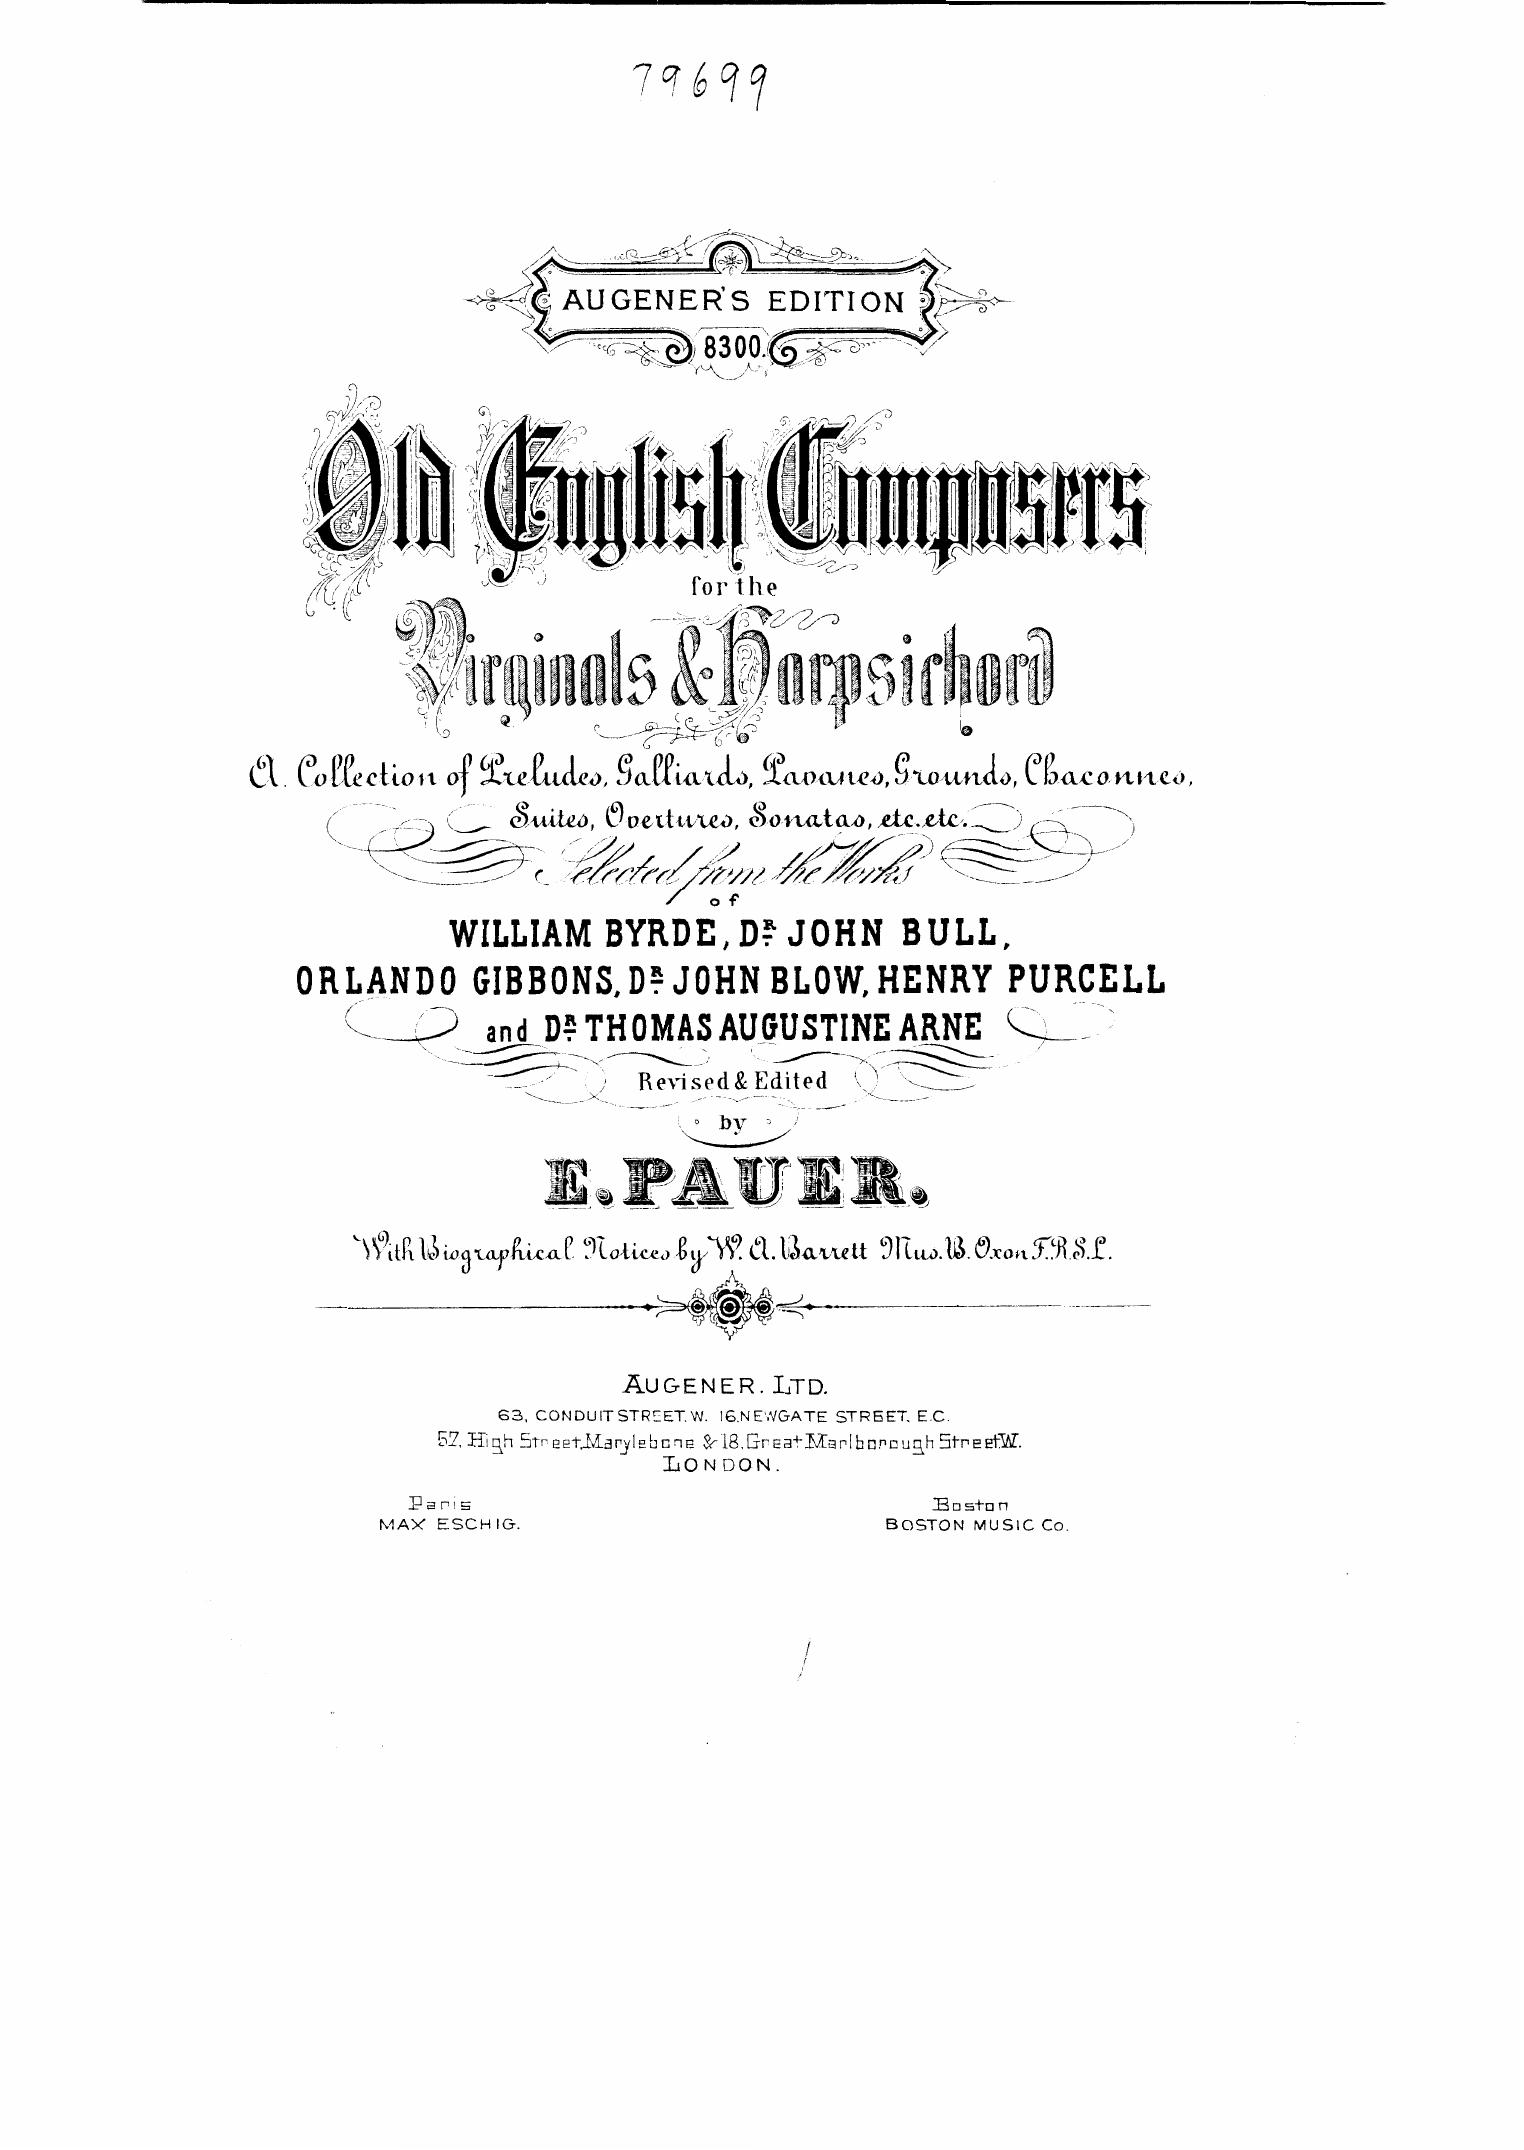 79699
AUGENER'S EDITION
8300.
Old English Composers
for the
Virginals & Harpsichord
A Collection of Preludes, Galliards, Pavanes, Grounds, Chaconnes,
Suites, Overtures, Sonatas, etc. etc.
Selected from the Works
of
WILLIAM BYRDE, DR. JOHN BULL,
ORLANDO GIBBONS, DR. JOHN BLOW, HENRY PURCELL
and DR. THOMAS AUGUSTINE ARNE
Revised & Edited
by
E. PAUER.
With Biographical Notices by W. A. Barrett Mus. B. Oxon F.R.S.L.
AUGENER. LTD.
63, CONDUIT STREET, W. 16, NEWGATE STREET, E.C.
57, High Street, Marylebone & 18, Great Marlborough Street W.
LONDON.
Paris
MAX ESCHIG.
Boston
BOSTON MUSIC Co.